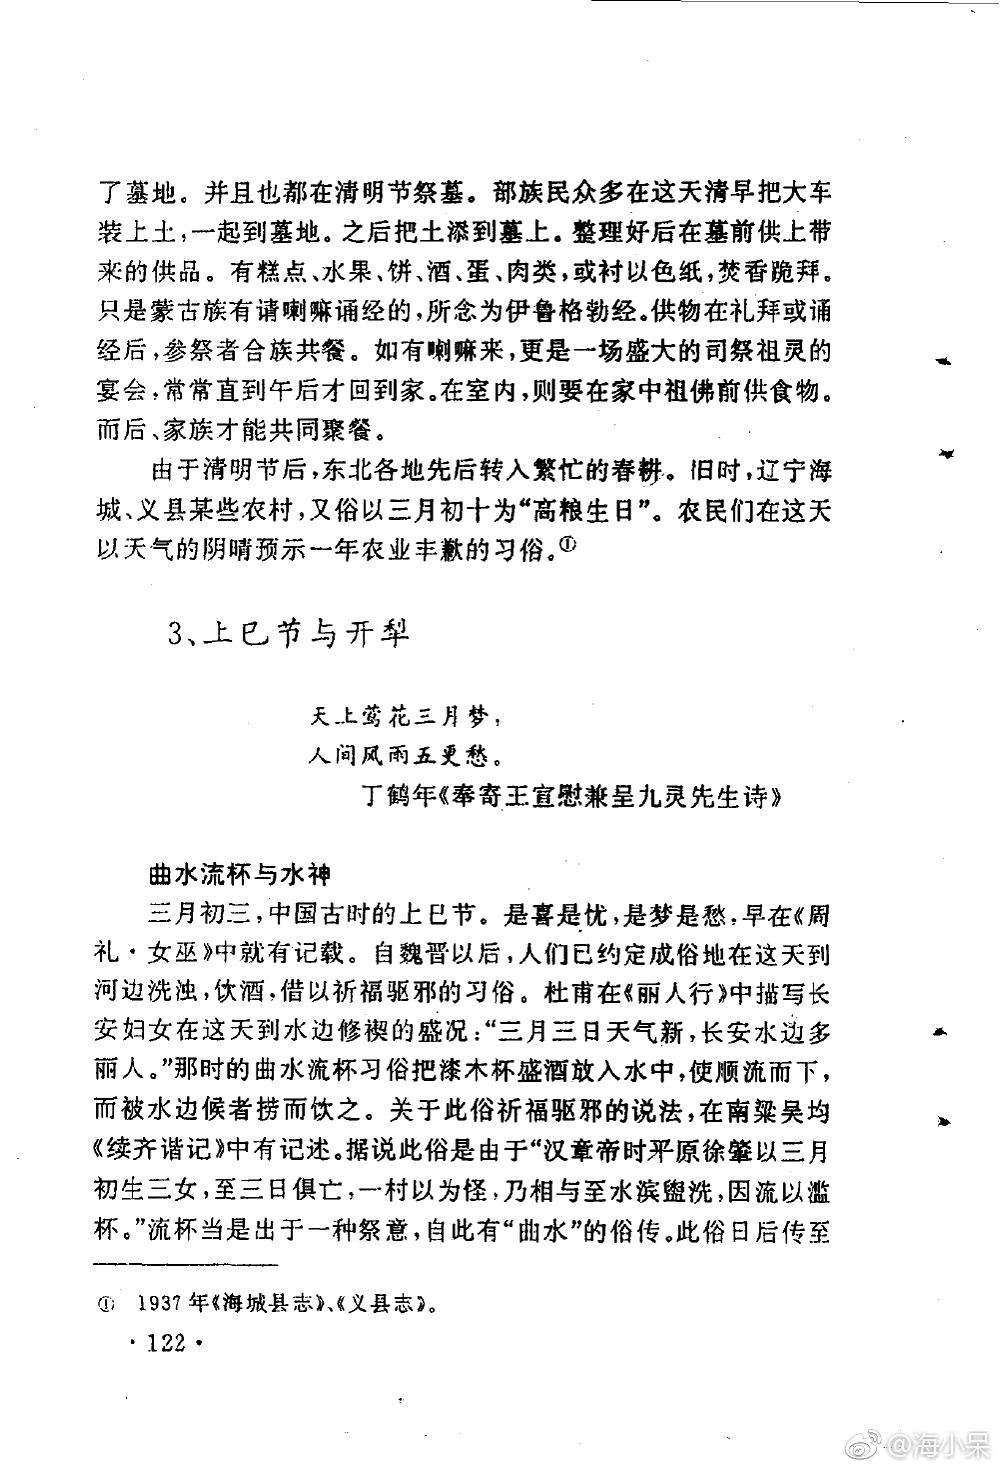 了墓地。并且也都在清明节祭墓。部族民众多在这天清早把大车
装上土，一起到墓地。之后把土添到墓上。整理好后在墓前供上带
来的供品。有糕点、水果、饼、酒、蛋、肉类，或衬以色纸，焚香跪拜。
只是蒙古族有请喇嘛诵经的，所念为伊鲁格勃经。供物在礼拜或诵
经后，参祭者合族共餐。如有喇嘛来，更是一场盛大的司祭祖灵的
宴会，常常直到午后才回到家。在室内，则要在家中祖佛前供食物。
而后、家族才能共同聚餐。
由于清明节后，东北各地先后转入繁忙的春耕。旧时，辽宁海
城、义县某些农村，又俗以三月初十为“高粮生日”。农民们在这天
以天气的阴晴预示一年农业丰歉的习俗。①
3、上巳节与开犁
天上莺花三月梦，
人间风雨五更愁。
丁鹤年《奉寄王宣慰兼呈九灵先生诗》
曲水流杯与水神
三月初三，中国古时的上巳节。是喜是忧，是梦是愁，早在《周
礼·女巫》中就有记载。自魏晋以后，人们已约定成俗地在这天到
河边洗浊，饮酒，借以祈福驱邪的习俗。杜甫在《丽人行》中描写长
安妇女在这天到水边修禊的盛况：“三月三日天气新，长安水边多
丽人。”那时的曲水流杯习俗把漆木杯盛酒放入水中，使顺流而下，
而被水边候者捞而饮之。关于此俗祈福驱邪的说法，在南梁吴均
《续齐谐记》中有记述。据说此俗是由于“汉章帝时平原徐肇以三月
初生三女，至三日俱亡，一村以为怪，乃相与至水滨盥洗，因流以滥
杯。”流杯当是出于一种祭意，自此有“曲水”的俗传。此俗日后传至
① 1937年《海城县志》、《义县志》。
·122·
@海小呆